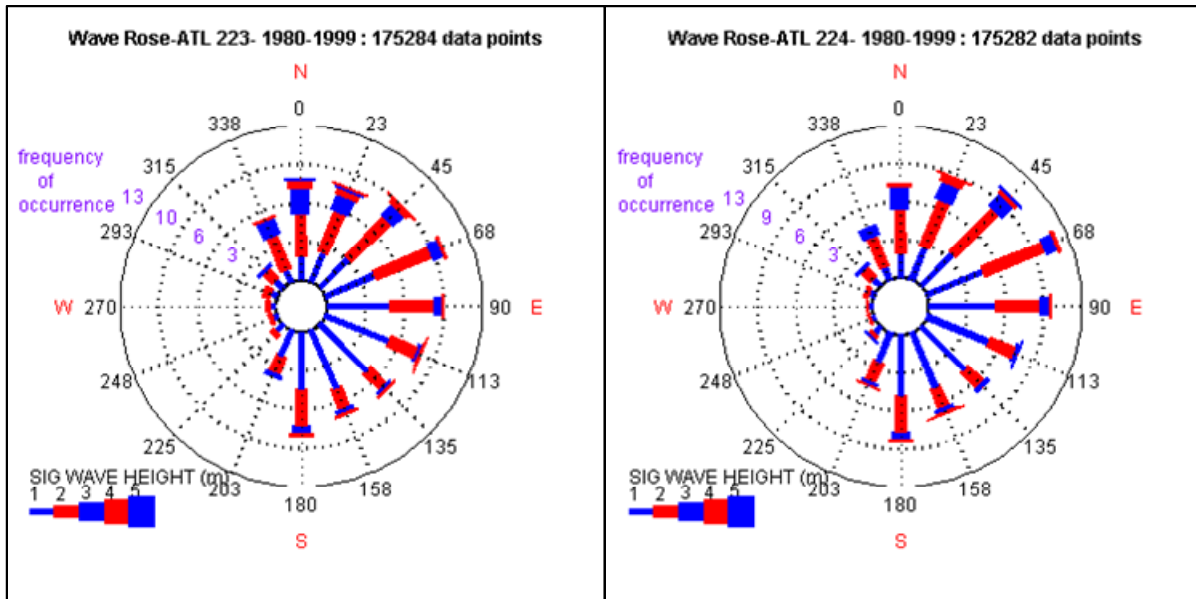 Wave Rose-ATL 223- 1980-1999 : 175284 data points
N
0
338
23
frequency
of
occurrence
315
45
13
10
6
3
293
68
W
270
90
E
248
113
225
135
SIG WAVE HEIGHT (m)
203
158
1 2 3 4 5
180
S
Wave Rose-ATL 224- 1980-1999 : 175282 data points
N
0
338
23
frequency
of
occurrence
315
45
13
9
6
3
293
68
W
270
90
E
248
113
225
135
SIG WAVE HEIGHT (m)
203
158
1 2 3 4 5
180
S